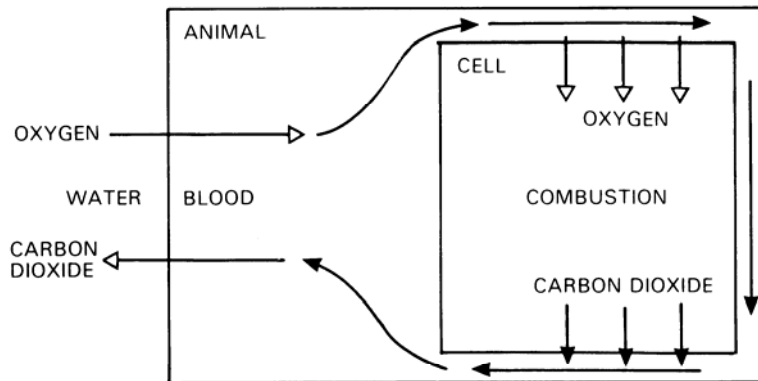 ANIMAL
CELL
OXYGEN
OXYGEN
WATER
BLOOD
COMBUSTION
CARBON
DIOXIDE
CARBON DIOXIDE